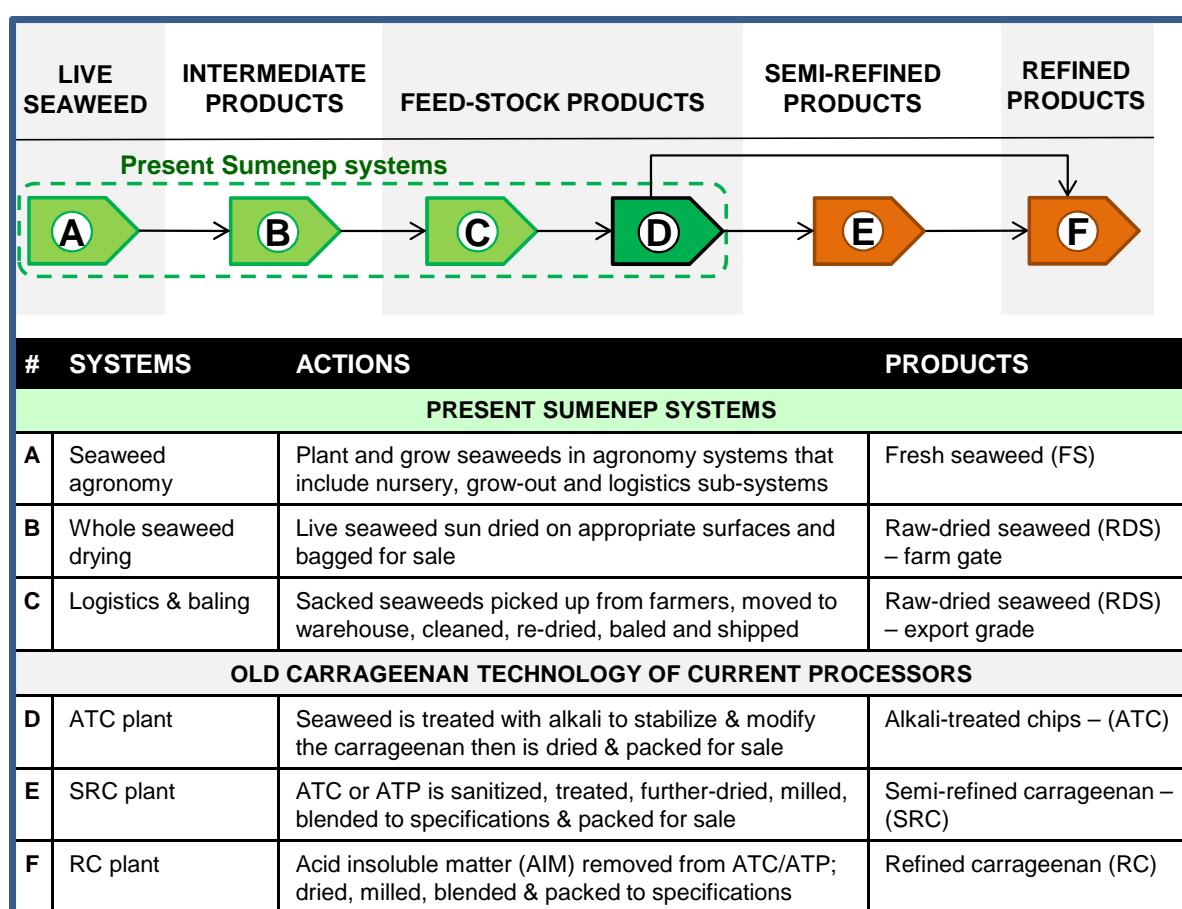 LIVE SEAWEED
INTERMEDIATE PRODUCTS
FEED-STOCK PRODUCTS
SEMI-REFINED PRODUCTS
REFINED PRODUCTS
Present Sumenep systems
A B C D E F
# SYSTEMS ACTIONS PRODUCTS
PRESENT SUMENEP SYSTEMS
A Seaweed agronomy
Plant and grow seaweeds in agronomy systems that
include nursery, grow-out and logistics sub-systems
Fresh seaweed (FS)
B Whole seaweed drying
Live seaweed sun dried on appropriate surfaces and
bagged for sale
Raw-dried seaweed (RDS)
– farm gate
C Logistics & baling
Sacked seaweeds picked up from farmers, moved to
warehouse, cleaned, re-dried, baled and shipped
Raw-dried seaweed (RDS)
– export grade
OLD CARRAGEENAN TECHNOLOGY OF CURRENT PROCESSORS
D ATC plant
Seaweed is treated with alkali to stabilize & modify
the carrageenan then is dried & packed for sale
Alkali-treated chips – (ATC)
E SRC plant
ATC or ATP is sanitized, treated, further-dried, milled,
blended to specifications & packed for sale
Semi-refined carrageenan –
(SRC)
F RC plant
Acid insoluble matter (AIM) removed from ATC/ATP;
dried, milled, blended & packed to specifications
Refined carrageenan (RC)